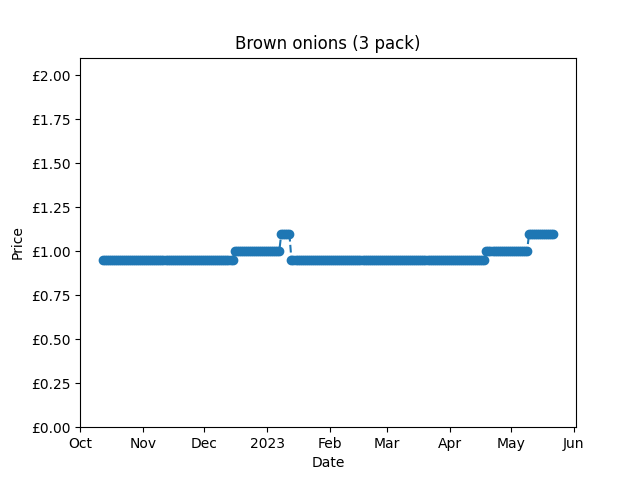 Brown onions (3 pack)
£2.00
£1.75
£1.50
£1.25
£1.00
£0.75
£0.50
£0.25
£0.00
Price
Oct Nov Dec 2023 Feb Mar Apr May Jun
Date